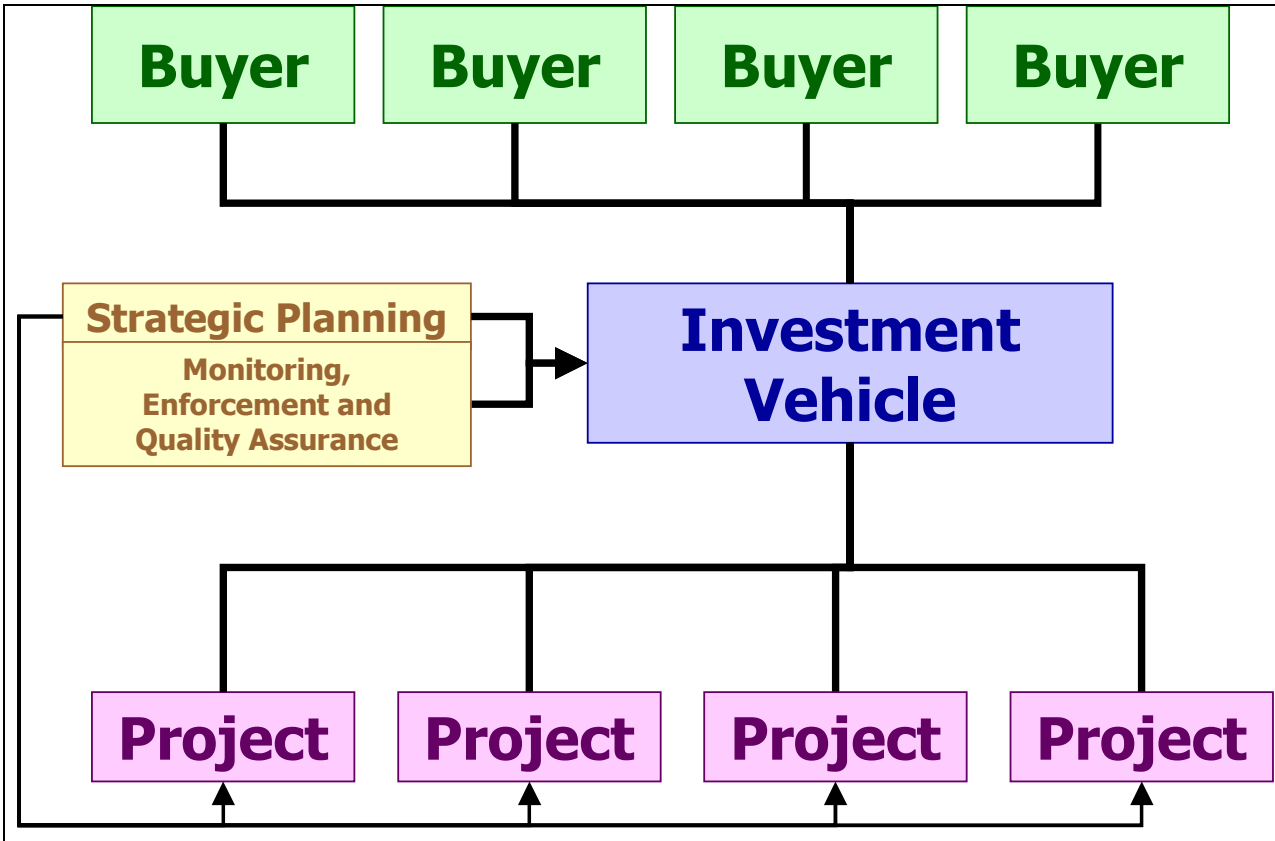 Buyer
Buyer
Buyer
Buyer
Strategic Planning
Monitoring,
Enforcement and
Quality Assurance
Investment
Vehicle
Project
Project
Project
Project